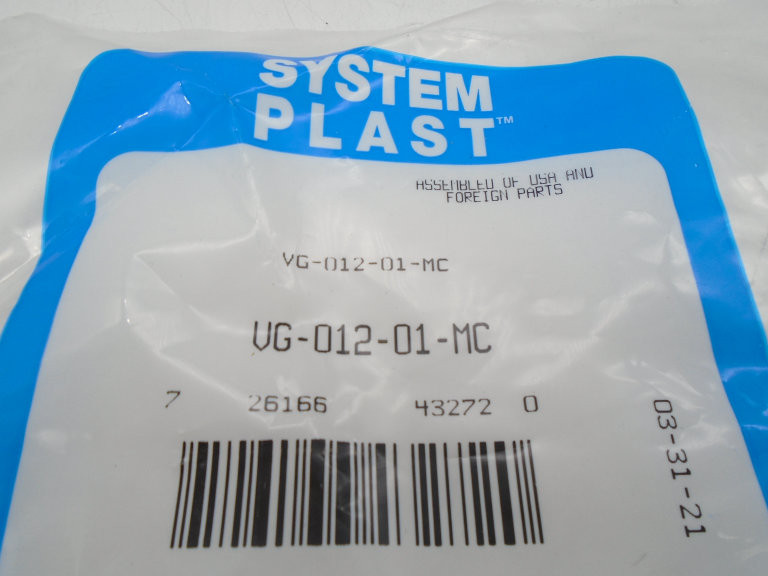 SYSTEM
PLAST™
ASSEMBLED OF USA AND
FOREIGN PARTS
VG-012-01-MC
VG-012-01-MC
7 26166 43272 0
03-31-21